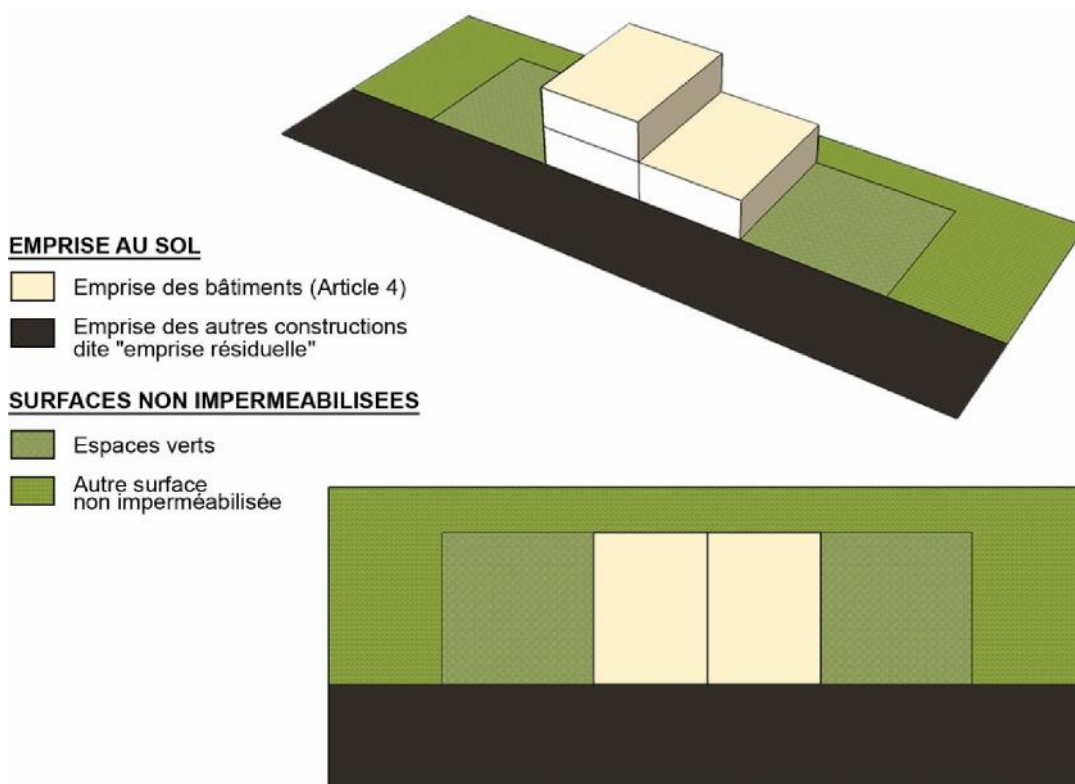 EMPRISE AU SOL
Emprise des bâtiments (Article 4)
Emprise des autres constructions
dite "emprise résiduelle"
SURFACES NON IMPERMEABILISEES
Espaces verts
Autre surface
non imperméabilisée